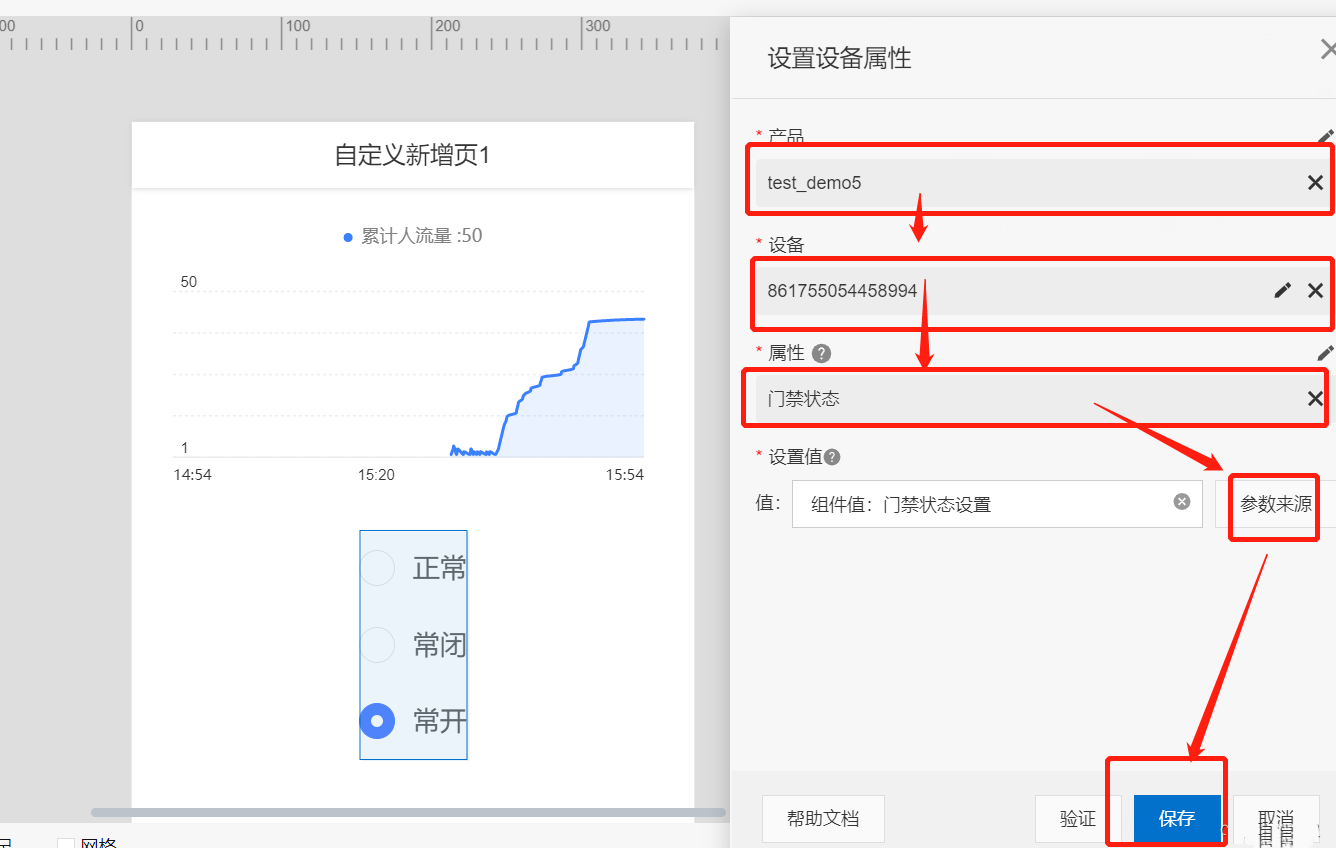 00 0 100 200 300
设置设备属性
自定义新增页1
累计人流量 :50
50
1
14:54 15:20 15:54
正常
常闭
常开
网格
* 产品
test_demo5
* 设备
861755054458994
* 属性 ?
门禁状态
* 设置值 ?
值: 组件值：门禁状态设置 参数来源
帮助文档 验证 保存 取消